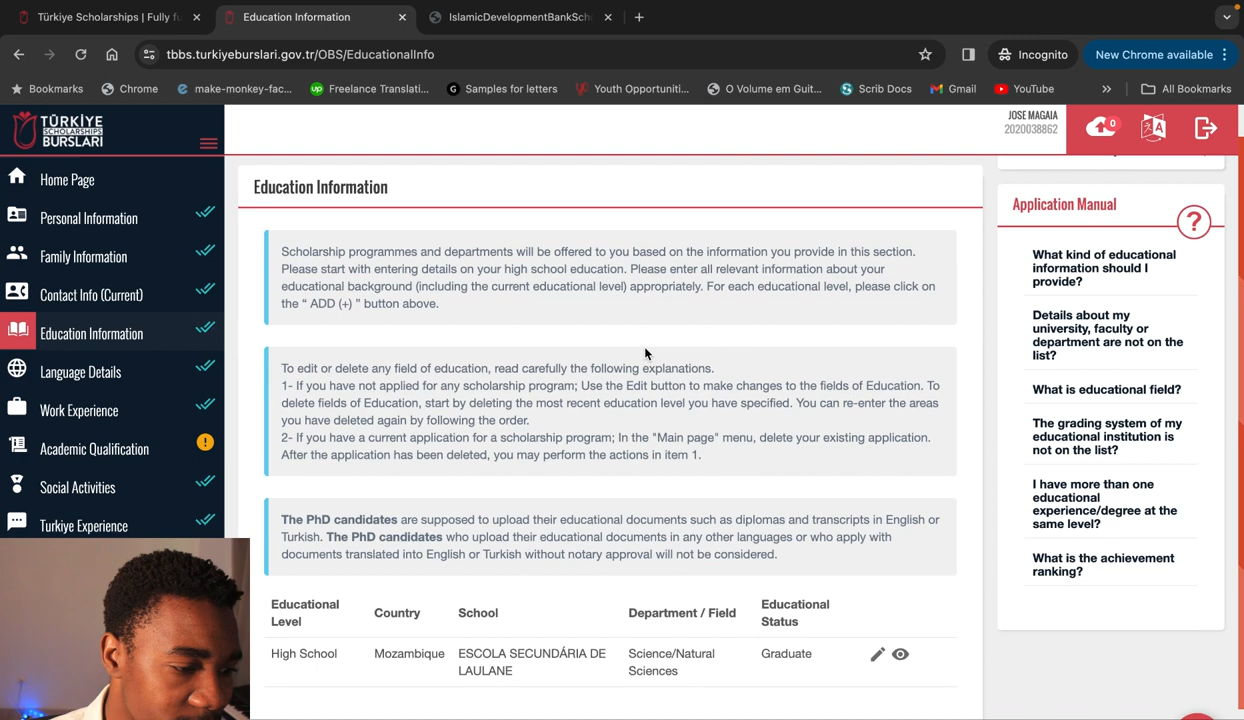 Türkiye Scholarships | Fully fu
Education Information
IslamicDevelopmentBankSch
tbbs.turkiyeburslari.gov.tr/OBS/EducationalInfo
Incognito
New Chrome available
Bookmarks
Chrome
make-monkey-fac...
Freelance Translati...
Samples for letters
Youth Opportuniti...
O Volume em Guit...
Scrib Docs
Gmail
YouTube
All Bookmarks
TÜRKİYE
SCHOLARSHIPS
BURSLARI
JOSE MAGAIA
2020038862
0
Home Page
Personal Information
Family Information
Contact Info (Current)
Education Information
Language Details
Work Experience
Academic Qualification
Social Activities
Turkiye Experience
Education Information
Scholarship programmes and departments will be offered to you based on the information you provide in this section.
Please start with entering details on your high school education. Please enter all relevant information about your
educational background (including the current educational level) appropriately. For each educational level, please click on
the “ ADD (+) ” button above.
To edit or delete any field of education, read carefully the following explanations.
1- If you have not applied for any scholarship program; Use the Edit button to make changes to the fields of Education. To
delete fields of Education, start by deleting the most recent education level you have specified. You can re-enter the areas
you have deleted again by following the order.
2- If you have a current application for a scholarship program; In the "Main page" menu, delete your existing application.
After the application has been deleted, you may perform the actions in item 1.
The PhD candidates are supposed to upload their educational documents such as diplomas and transcripts in English or
Turkish. The PhD candidates who upload their educational documents in any other languages or who apply with
documents translated into English or Turkish without notary approval will not be considered.
Educational
Level
Country
School
Department / Field
Educational
Status
High School
Mozambique
ESCOLA SECUNDÁRIA DE
LAULANE
Science/Natural
Sciences
Graduate
Application Manual
?
What kind of educational
information should I
provide?
Details about my
university, faculty or
department are not on the
list?
What is educational field?
The grading system of my
educational institution is
not on the list?
I have more than one
educational
experience/degree at the
same level?
What is the achievement
ranking?